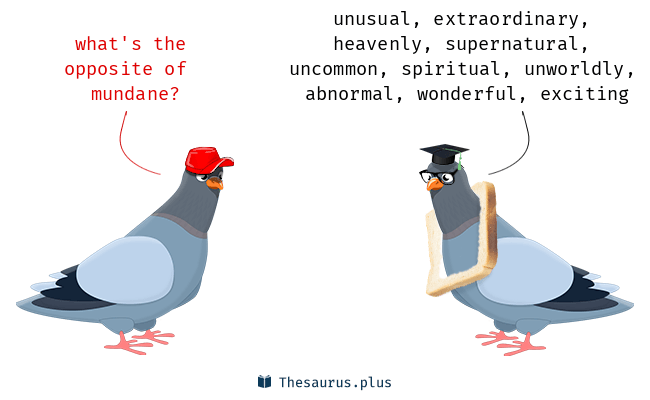 what's the
opposite of
mundane?
unusual, extraordinary,
heavenly, supernatural,
uncommon, spiritual, unworldly,
abnormal, wonderful, exciting
Thesaurus.plus